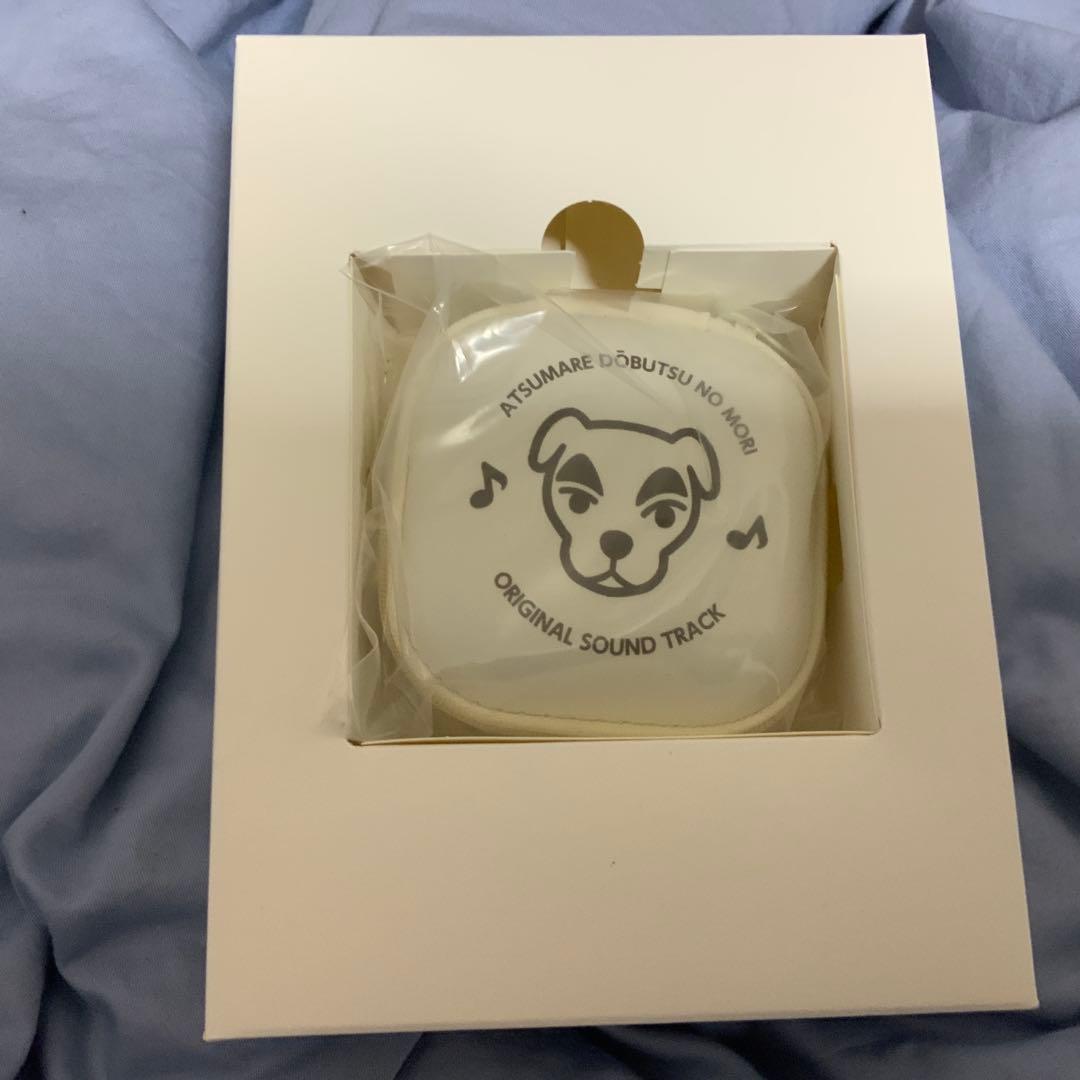 ATSUMARE DŌBUTSU NO MORI
ORIGINAL SOUND TRACK